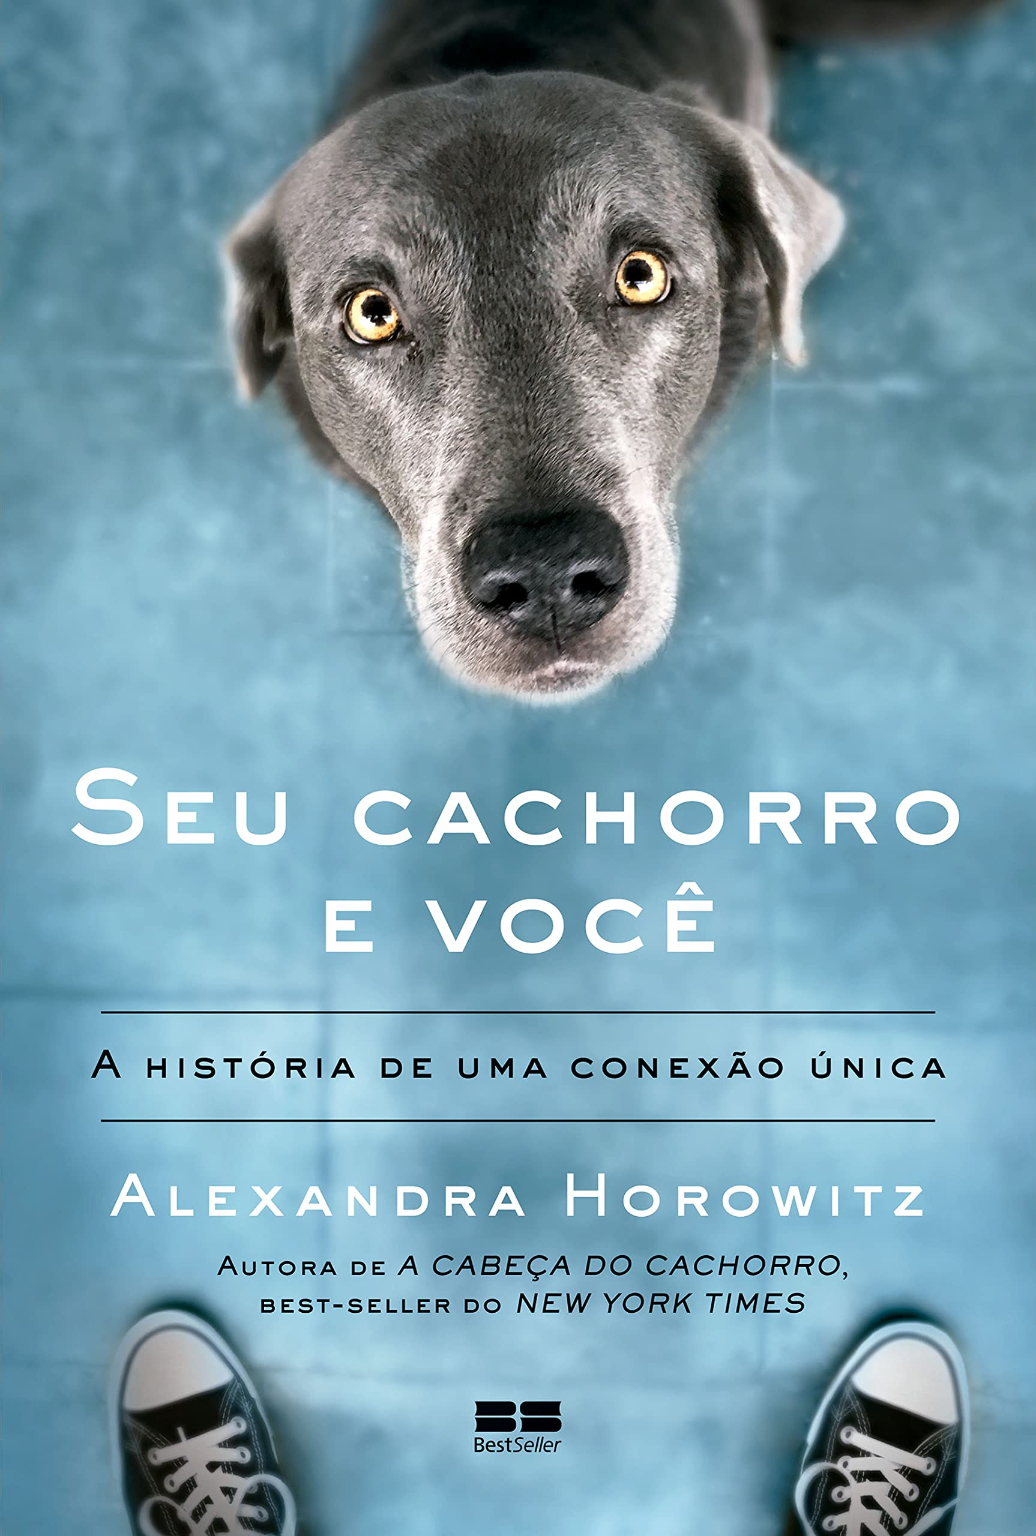 Seu cachorro
e você
A história de uma conexão única
Alexandra Horowitz
Autora de A CABEÇA DO CACHORRO,
best-seller do NEW YORK TIMES
BS
BestSeller